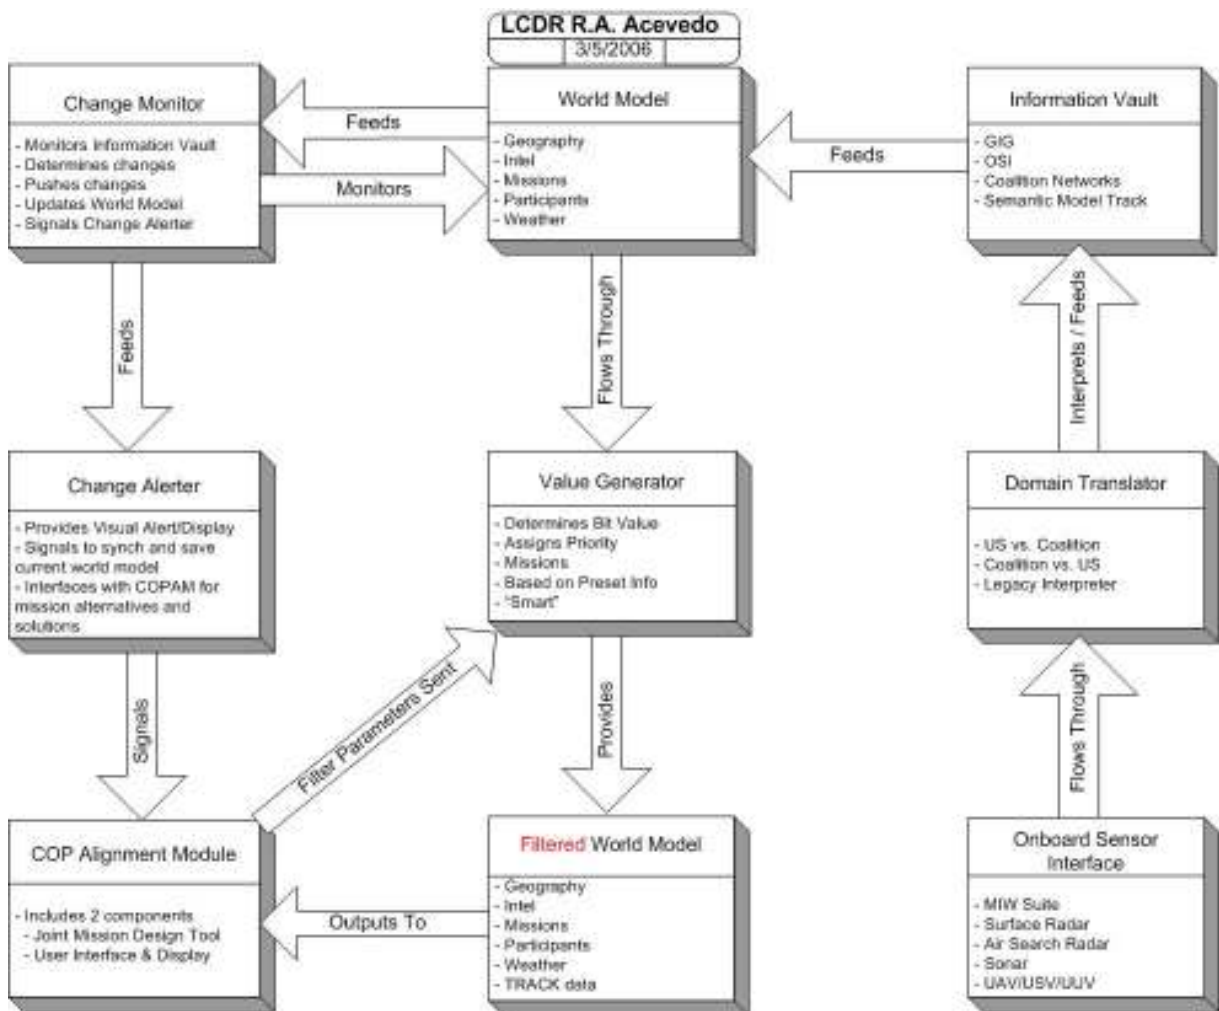 LCDR R.A. Acevedo
3/5/2006
Change Monitor
- Monitors Information Vault
- Determines changes
- Pushes changes
- Updates World Model
- Signals Change Alerter
Feeds
Monitors
World Model
- Geography
- Intel
- Missions
- Participants
- Weather
Feeds
Information Vault
- GIG
- OSI
- Coalition Networks
- Semantic Model Track
Feeds
Flows Through
Interprets / Feeds
Change Alerter
- Provides Visual Alert/Display
- Signals to synch and save
current world model
- Interfaces with COPAM for
mission alternatives and
solutions
Value Generator
- Determines Bit Value
- Assigns Priority
- Missions
- Based on Preset Info
- "Smart"
Domain Translator
- US vs. Coalition
- Coalition vs. US
- Legacy Interpreter
Signals
Filter Parameters Sent
Provides
Flows Through
COP Alignment Module
- Includes 2 components
- Joint Mission Design Tool
- User Interface & Display
Outputs To
Filtered World Model
- Geography
- Intel
- Missions
- Participants
- Weather
- TRACK data
Onboard Sensor
Interface
- MIW Suite
- Surface Radar
- Air Search Radar
- Sonar
- UAV/USV/UUV